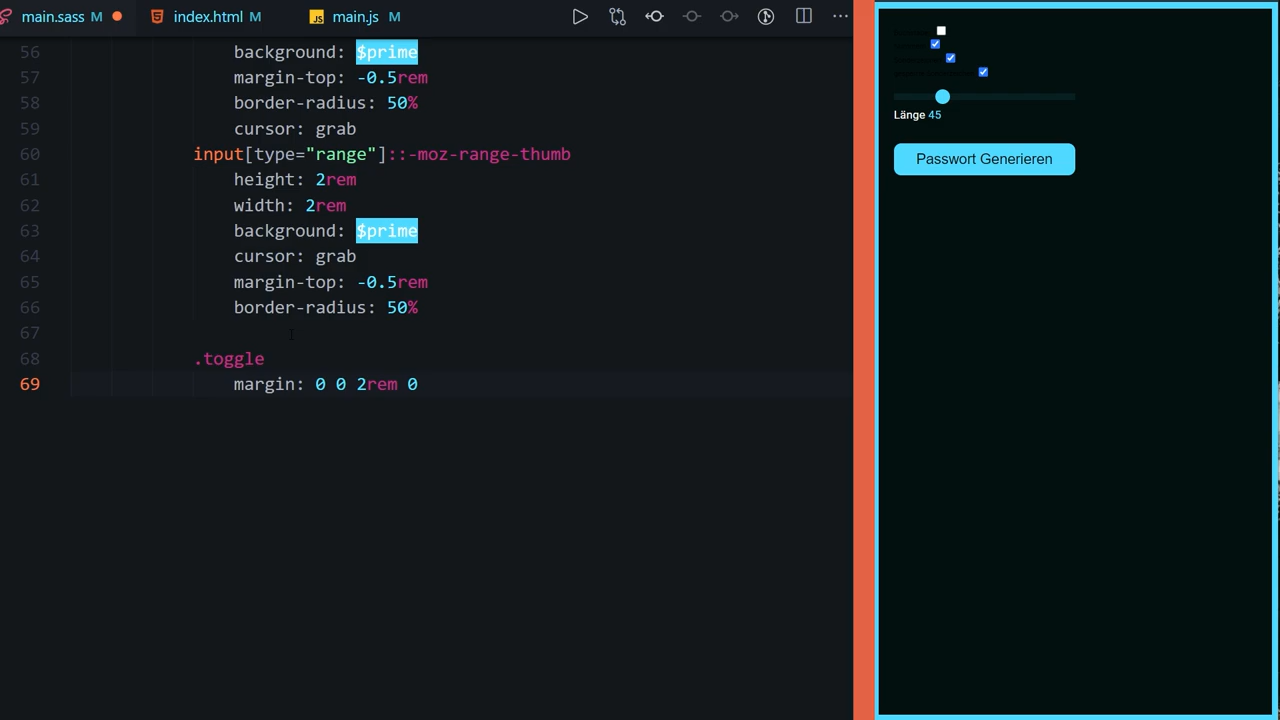 main.sass M
index.html M
JS main.js M
56 background: $prime
57 margin-top: -0.5rem
58 border-radius: 50%
59 cursor: grab
60 input[type="range"]::-moz-range-thumb
61 height: 2rem
62 width: 2rem
63 background: $prime
64 cursor: grab
65 margin-top: -0.5rem
66 border-radius: 50%
67
68 .toggle
69 margin: 0 0 2rem 0
Länge 45
Passwort Generieren